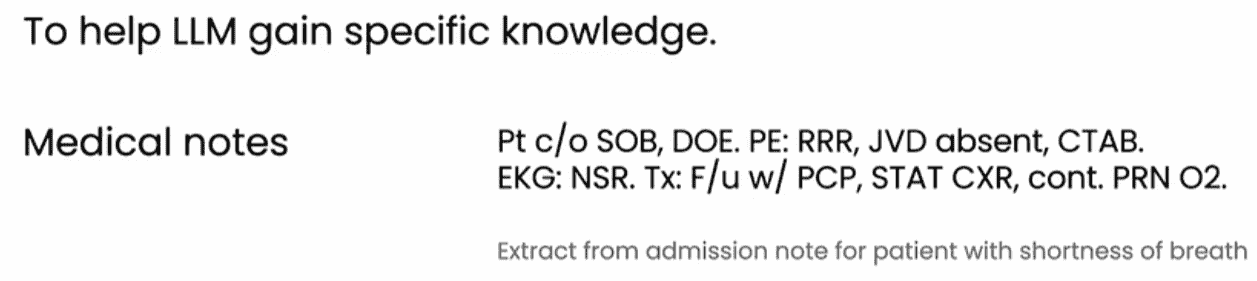 To help LLM gain specific knowledge.
Medical notes
Pt c/o SOB, DOE. PE: RRR, JVD absent, CTAB.
EKG: NSR. Tx: F/u w/ PCP, STAT CXR, cont. PRN O2.
Extract from admission note for patient with shortness of breath